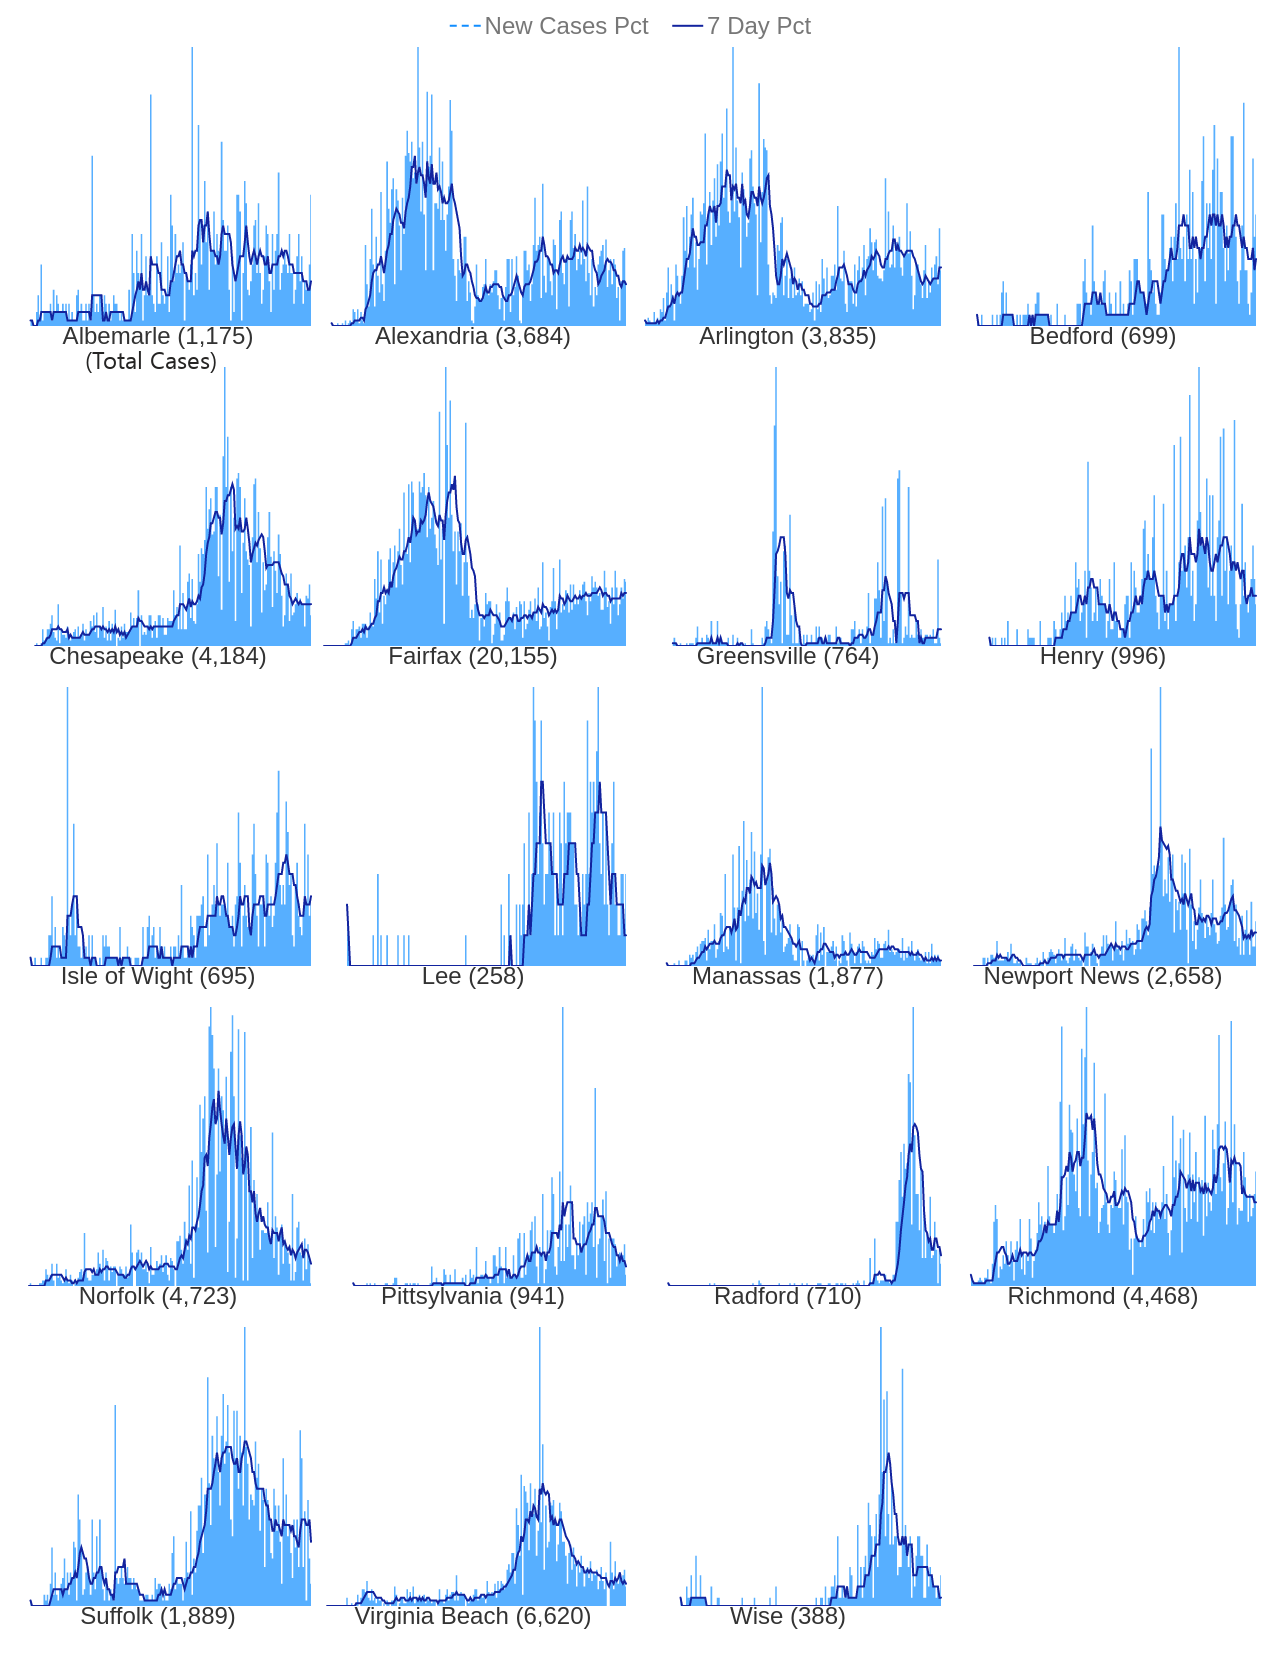 New Cases Pct 7 Day Pct
Albemarle (1,175) Alexandria (3,684) Arlington (3,835) Bedford (699)
(Total Cases)
Chesapeake (4,184) Fairfax (20,155) Greensville (764) Henry (996)
Isle of Wight (695) Lee (258) Manassas (1,877) Newport News (2,658)
Norfolk (4,723) Pittsylvania (941) Radford (710) Richmond (4,468)
Suffolk (1,889) Virginia Beach (6,620) Wise (388)